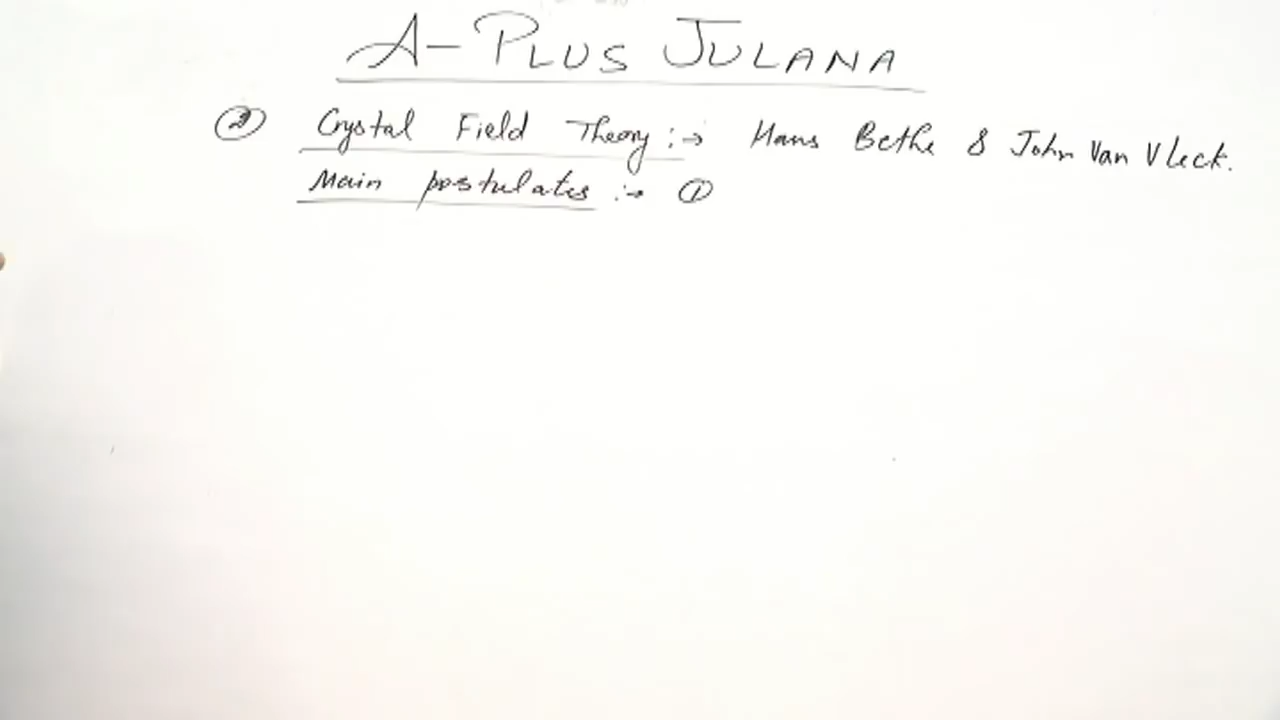 A-PLUS JULANA
② Crystal Field Theory :→ Hans Bethe & John Van Vleck.
Main postulates :→ ①